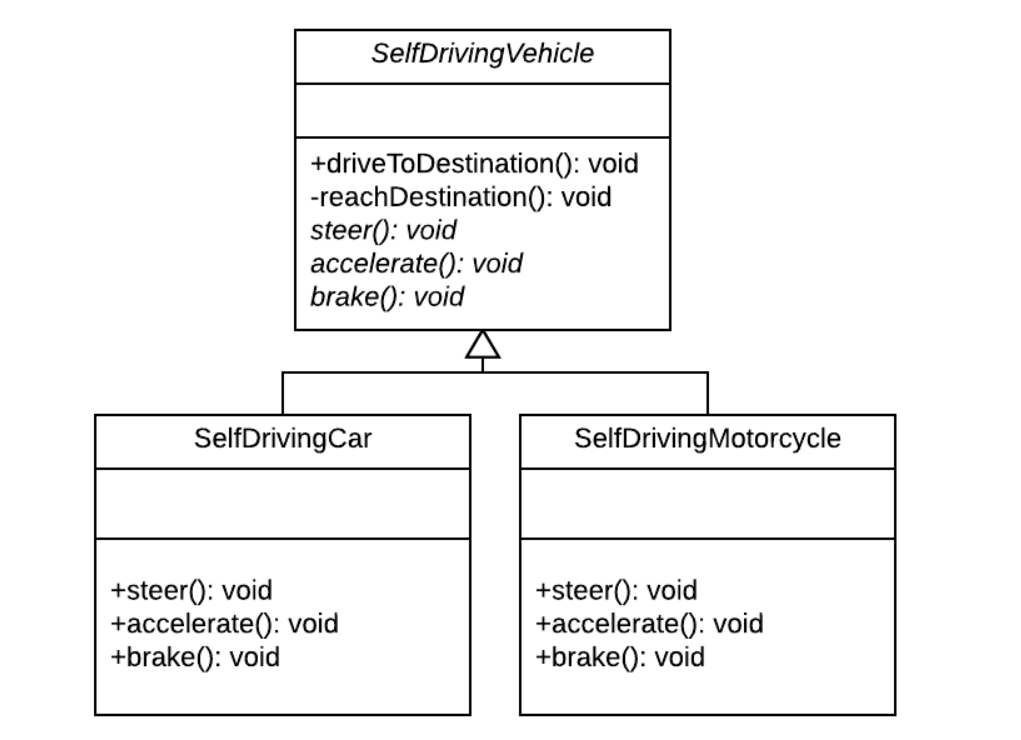 SelfDrivingVehicle
+driveToDestination(): void
-reachDestination(): void
steer(): void
accelerate(): void
brake(): void
SelfDrivingCar
+steer(): void
+accelerate(): void
+brake(): void
SelfDrivingMotorcycle
+steer(): void
+accelerate(): void
+brake(): void